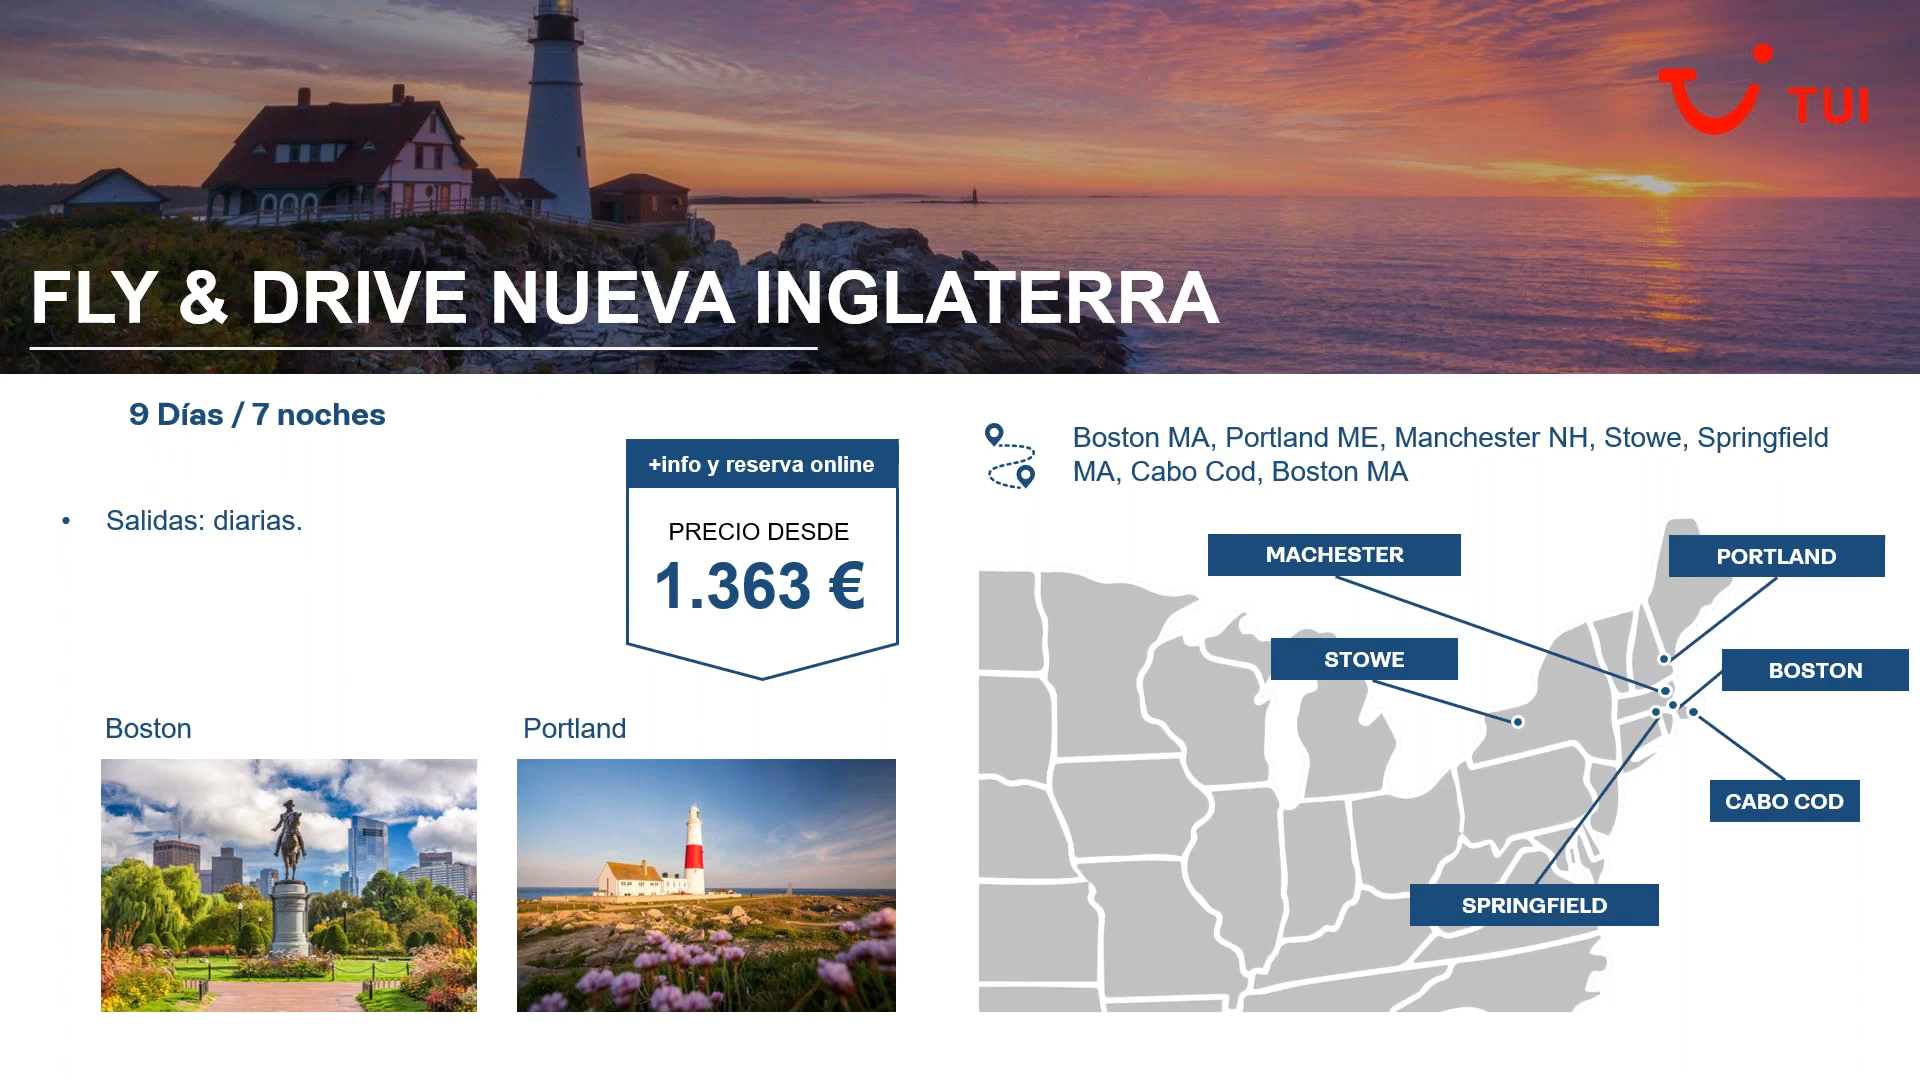 TUI
FLY & DRIVE NUEVA INGLATERRA
9 Días / 7 noches
+info y reserva online
PRECIO DESDE
1.363 €
• Salidas: diarias.
Boston
Portland
Boston MA, Portland ME, Manchester NH, Stowe, Springfield
MA, Cabo Cod, Boston MA
MACHESTER
PORTLAND
STOWE
BOSTON
CABO COD
SPRINGFIELD